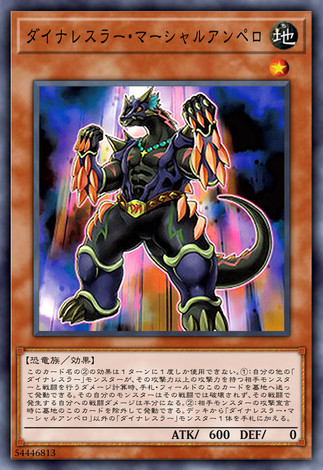 ダイナレスラー・マーシャルアンペロ
地
DM
【恐竜族／効果】
このカード名の②の効果は１ターンに１度しか使用できない。①：自分の他の
「ダイナレスラー」モンスターが、その攻撃力以上の攻撃力を持つ相手モンスター
と戦闘を行うダメージ計算時、手札・フィールドのこのカードを墓地へ送っ
て発動できる。その自分のモンスターはその戦闘では破壊されず、その戦闘で
発生する自分への戦闘ダメージは半分になる。②：相手モンスターの攻撃宣言
時に墓地のこのカードを除外して発動できる。デッキから「ダイナレスラー・マ
ーシャルアンペロ」以外の「ダイナレスラー」モンスター１体を手札に加える。
ATK/ 600 DEF/ 0
54446813